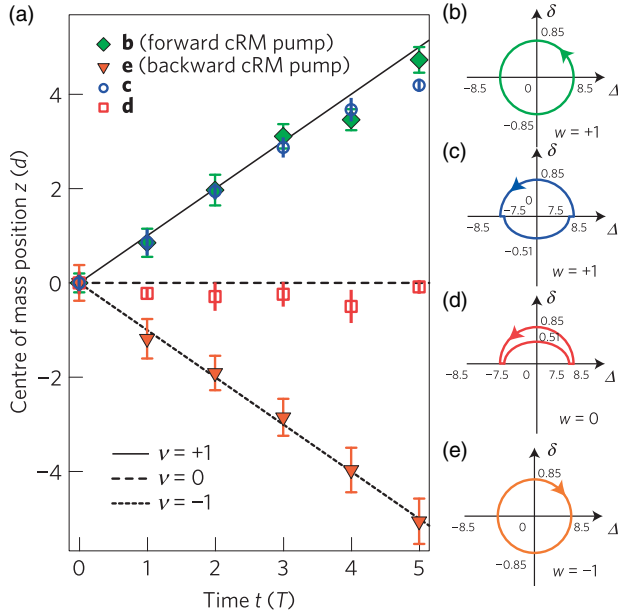 (a)
Centre of mass position z (d)
4
2
0
−2
−4
b (forward cRM pump)
e (backward cRM pump)
c
d
ν = +1
ν = 0
ν = −1
0 1 2 3 4 5
Time t (T)
(b)
δ
0.85
−8.5 0 8.5 Δ
−0.85
w = +1
(c)
δ
0.85
0
−7.5 7.5
−8.5 8.5 Δ
−0.51
w = +1
(d)
δ
0.85
0.51
−8.5 −7.5 7.5 8.5 Δ
w = 0
(e)
δ
0.85
−8.5 0 8.5 Δ
−0.85
w = −1